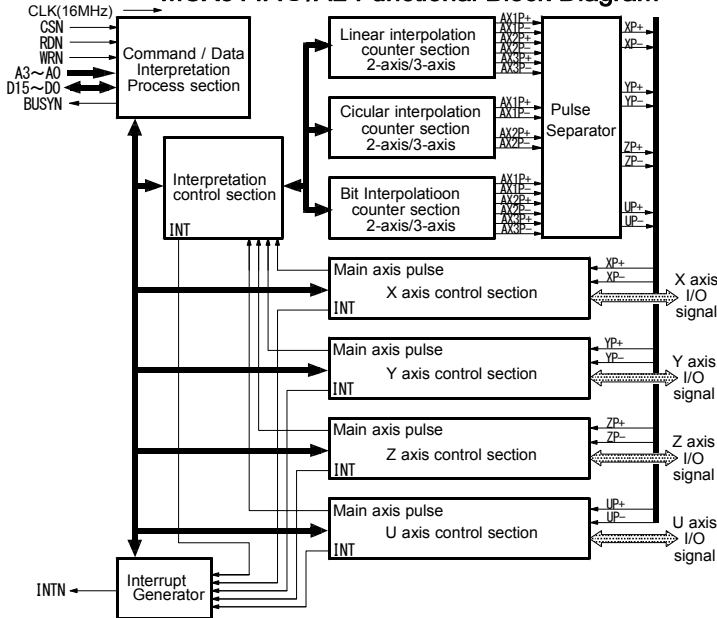 Functional Block Diagram
CLK(16MHz)
CSN
RDN
WRN
A3～A0
D15～D0
BUSYN
Command / Data
Interpretation
Process section
Linear interpolation
counter section
2-axis/3-axis
AX1P+
AX1P-
AX2P+
AX2P-
AX3P+
AX3P-
Cicular interpolation
counter section
2-axis/3-axis
AX1P+
AX1P-
AX2P+
AX2P-
Bit Interpolatioon
counter section
2-axis/3-axis
AX1P+
AX1P-
AX2P+
AX2P-
AX3P+
AX3P-
Pulse
Separator
XP+
XP-
YP+
YP-
ZP+
ZP-
UP+
UP-
Interpretation
control section
INT
Main axis pulse
X axis control section
INT
XP+
XP-
X axis
I/O
signal
Main axis pulse
Y axis control section
INT
YP+
YP-
Y axis
I/O
signal
Main axis pulse
Z axis control section
INT
ZP+
ZP-
Z axis
I/O
signal
Main axis pulse
U axis control section
INT
UP+
UP-
U axis
I/O
signal
Interrupt
Generator
INTN